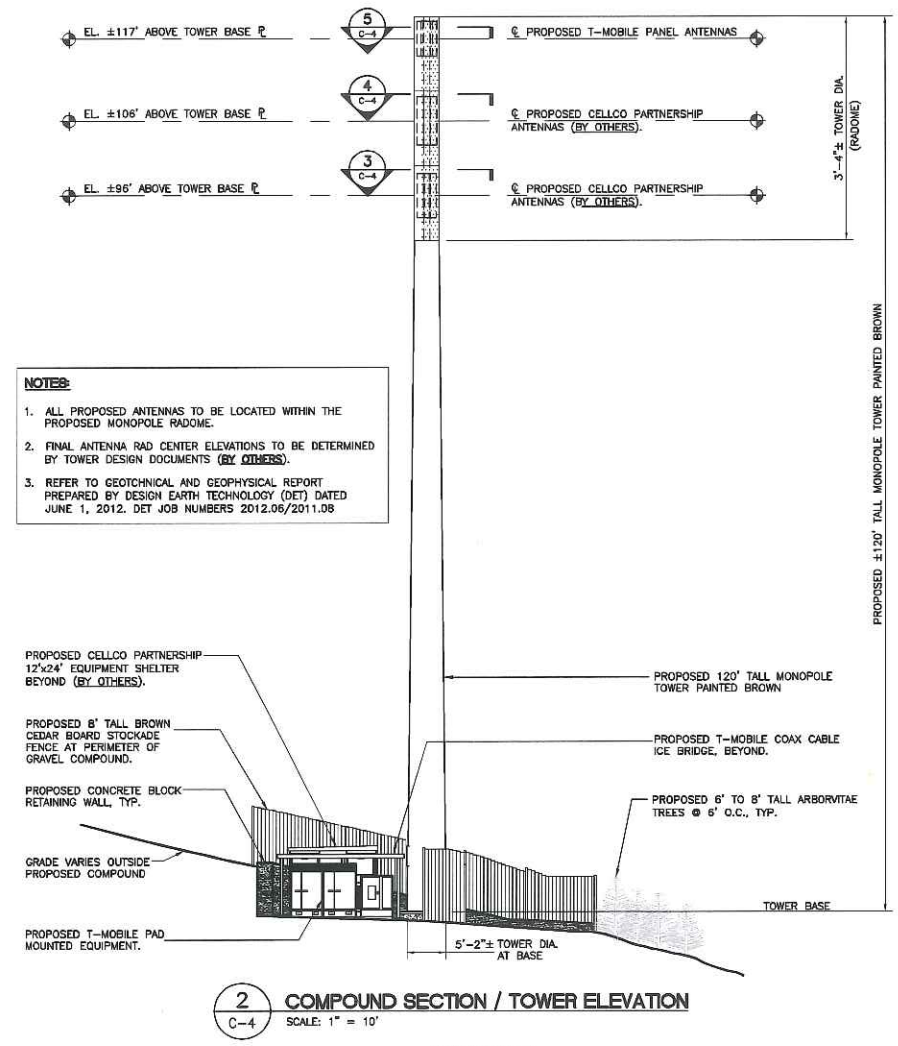 EL. ±117' ABOVE TOWER BASE ⅊
5
C-4
℄ PROPOSED T-MOBILE PANEL ANTENNAS
EL. ±106' ABOVE TOWER BASE ⅊
4
C-4
℄ PROPOSED CELLCO PARTNERSHIP
ANTENNAS (BY OTHERS).
EL. ±96' ABOVE TOWER BASE ⅊
3
C-4
℄ PROPOSED CELLCO PARTNERSHIP
ANTENNAS (BY OTHERS).
3'-4"± TOWER DIA.
(RADOME)
PROPOSED ±120' TALL MONOPOLE TOWER PAINTED BROWN
NOTES:
1. ALL PROPOSED ANTENNAS TO BE LOCATED WITHIN THE
PROPOSED MONOPOLE RADOME.
2. FINAL ANTENNA RAD CENTER ELEVATIONS TO BE DETERMINED
BY TOWER DESIGN DOCUMENTS (BY OTHERS).
3. REFER TO GEOTCHNICAL AND GEOPHYSICAL REPORT
PREPARED BY DESIGN EARTH TECHNOLOGY (DET) DATED
JUNE 1, 2012. DET JOB NUMBERS 2012.06/2011.08
PROPOSED CELLCO PARTNERSHIP
12'x24' EQUIPMENT SHELTER
BEYOND (BY OTHERS).
PROPOSED 8' TALL BROWN
CEDAR BOARD STOCKADE
FENCE AT PERIMETER OF
GRAVEL COMPOUND.
PROPOSED CONCRETE BLOCK
RETAINING WALL, TYP.
GRADE VARIES OUTSIDE
PROPOSED COMPOUND
PROPOSED T-MOBILE PAD
MOUNTED EQUIPMENT.
PROPOSED 120' TALL MONOPOLE
TOWER PAINTED BROWN
PROPOSED T-MOBILE COAX CABLE
ICE BRIDGE, BEYOND.
PROPOSED 6' TO 8' TALL ARBORVITAE
TREES @ 6' O.C., TYP.
TOWER BASE
5'-2"± TOWER DIA.
AT BASE
2
C-4
COMPOUND SECTION / TOWER ELEVATION
SCALE: 1" = 10'